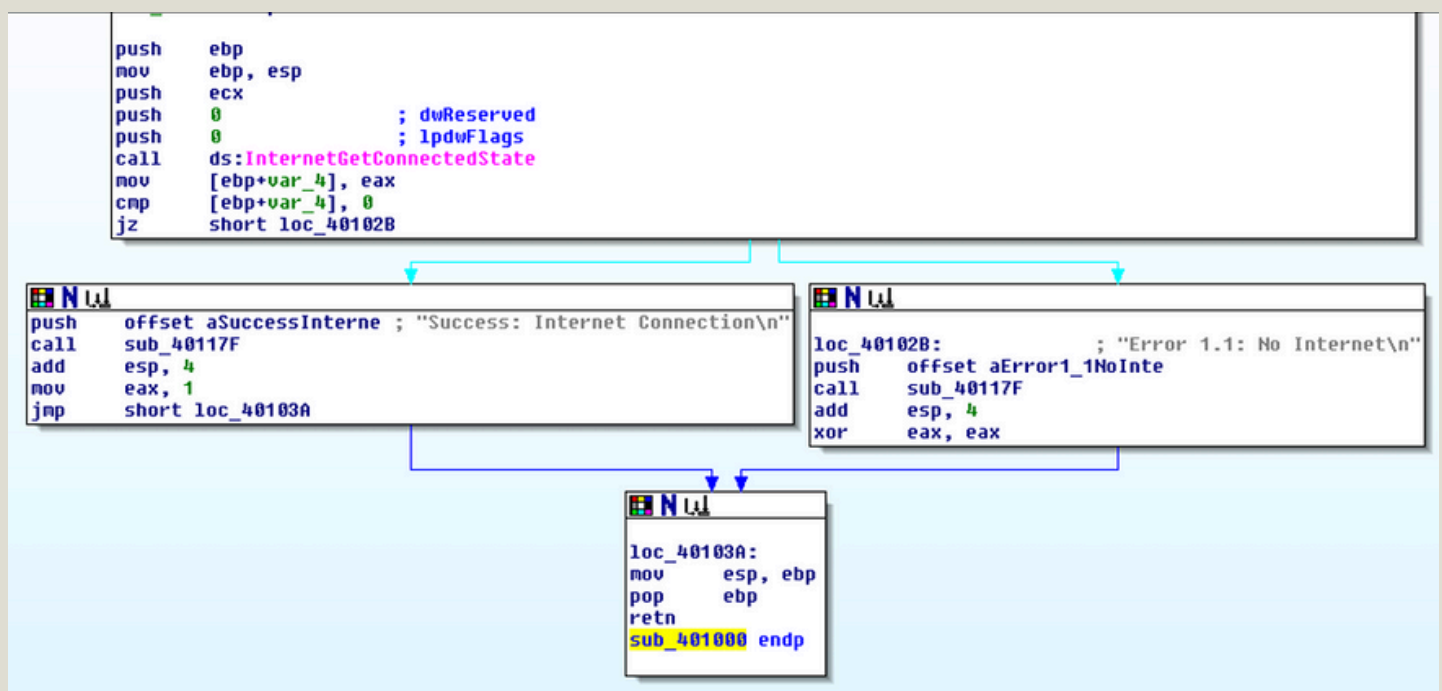 push ebp
mov ebp, esp
push ecx
push 0 ; dwReserved
push 0 ; lpdwFlags
call ds:InternetGetConnectedState
mov [ebp+var_4], eax
cmp [ebp+var_4], 0
jz short loc_40102B
push offset aSuccessInterne ; "Success: Internet Connection\n"
call sub_40117F
add esp, 4
mov eax, 1
jmp short loc_40103A
loc_40102B: ; "Error 1.1: No Internet\n"
push offset aError1_1NoInte
call sub_40117F
add esp, 4
xor eax, eax
loc_40103A:
mov esp, ebp
pop ebp
retn
sub_401000 endp